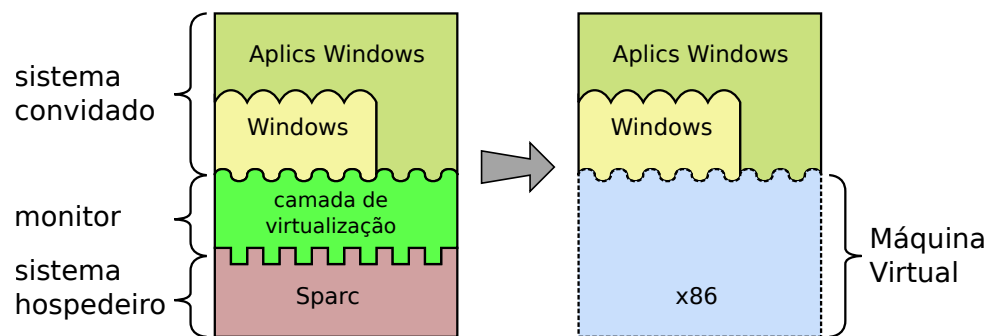 sistema
convidado
monitor
sistema
hospedeiro
Aplics Windows
Windows
camada de
virtualização
Sparc
Aplics Windows
Windows
x86
Máquina
Virtual